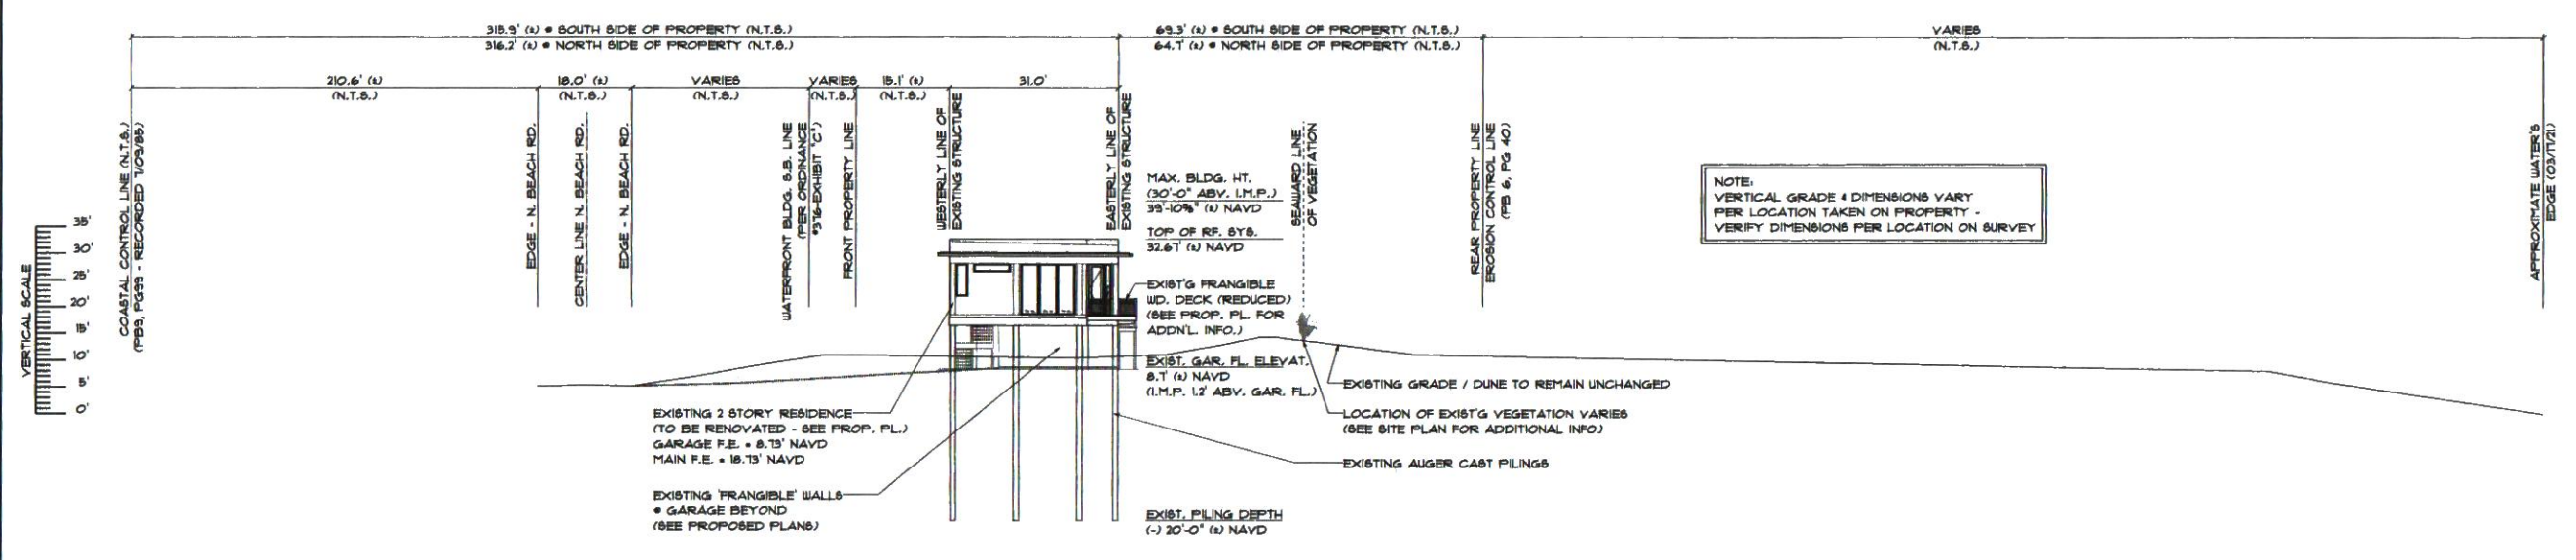 315.9' (±) @ SOUTH SIDE OF PROPERTY (N.T.S.)
316.2' (±) @ NORTH SIDE OF PROPERTY (N.T.S.)
69.3' (±) @ SOUTH SIDE OF PROPERTY (N.T.S.)
64.7' (±) @ NORTH SIDE OF PROPERTY (N.T.S.)
VARIES
(N.T.S.)
210.6' (±)
(N.T.S.)
18.0' (±)
(N.T.S.)
VARIES
(N.T.S.)
VARIES
(N.T.S.)
15.1' (±)
(N.T.S.)
31.0'
COASTAL CONTROL LINE (N.T.S.)
(PB9, PG99 - RECORDED 7/09/85)
EDGE - N. BEACH RD.
CENTER LINE N. BEACH RD.
EDGE - N. BEACH RD.
WATERFRONT BLDG. S.B. LINE
(PER ORDINANCE
#376-EXHIBIT "C")
FRONT PROPERTY LINE
WESTERLY LINE OF
EXISTING STRUCTURE
EASTERLY LINE OF
EXISTING STRUCTURE
MAX. BLDG. HT.
(30'-0" ABV. I.M.P.)
39'-10⅜" (±) NAVD
TOP OF RF. SYS.
32.67' (±) NAVD
SEAWARD LINE
OF VEGETATION
REAR PROPERTY LINE
EROSION CONTROL LINE
(PB 6, PG 40)
NOTE:
VERTICAL GRADE & DIMENSIONS VARY
PER LOCATION TAKEN ON PROPERTY -
VERIFY DIMENSIONS PER LOCATION ON SURVEY
APPROXIMATE WATER'S
EDGE (03/17/21)
VERTICAL SCALE
35'
30'
25'
20'
15'
10'
5'
0'
EXIST'G FRANGIBLE
WD. DECK (REDUCED)
(SEE PROP. PL. FOR
ADDN'L. INFO.)
EXIST. GAR. FL. ELEVAT.
8.7' (±) NAVD
(I.M.P. 1.2' ABV. GAR. FL.)
EXISTING GRADE / DUNE TO REMAIN UNCHANGED
LOCATION OF EXIST'G VEGETATION VARIES
(SEE SITE PLAN FOR ADDITIONAL INFO)
EXISTING AUGER CAST PILINGS
EXISTING 2 STORY RESIDENCE
(TO BE RENOVATED - SEE PROP. PL.)
GARAGE F.E. = 8.73' NAVD
MAIN F.E. = 18.73' NAVD
EXISTING 'FRANGIBLE' WALLS
@ GARAGE BEYOND
(SEE PROPOSED PLANS)
EXIST. PILING DEPTH
(-) 20'-0" (±) NAVD